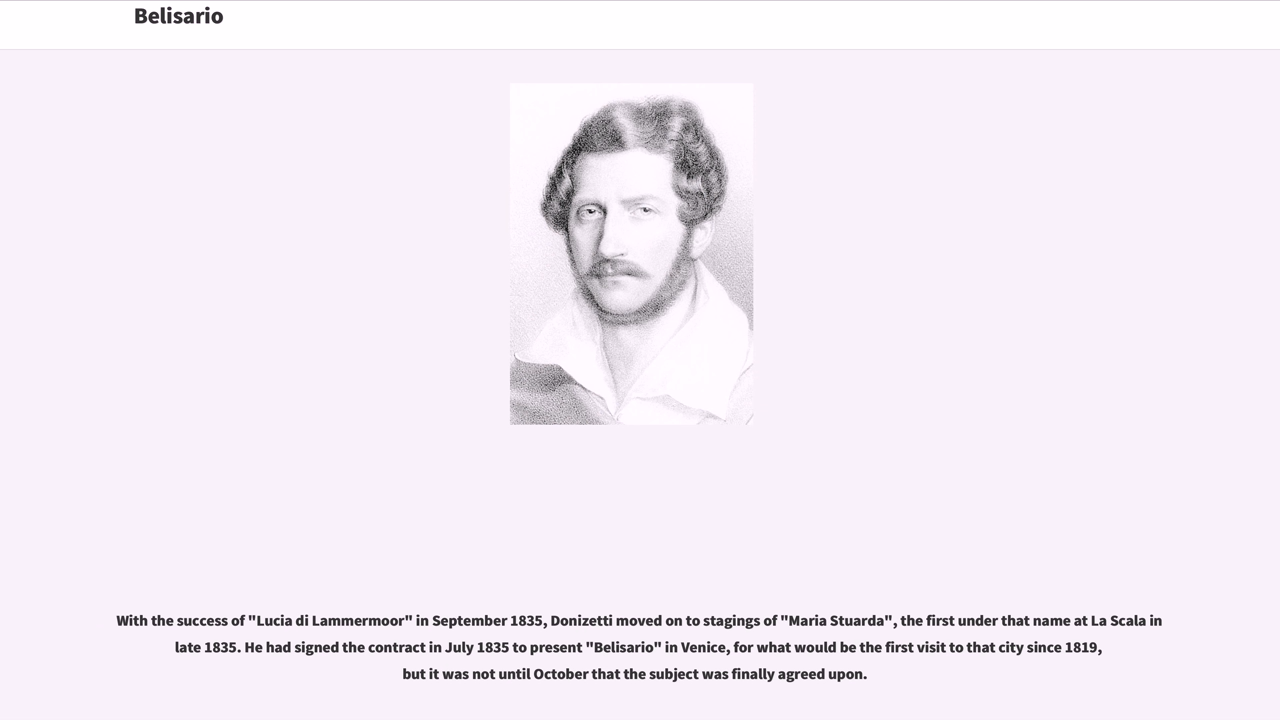 Belisario
With the success of "Lucia di Lammermoor" in September 1835, Donizetti moved on to stagings of "Maria Stuarda", the first under that name at La Scala in
late 1835. He had signed the contract in July 1835 to present "Belisario" in Venice, for what would be the first visit to that city since 1819,
but it was not until October that the subject was finally agreed upon.